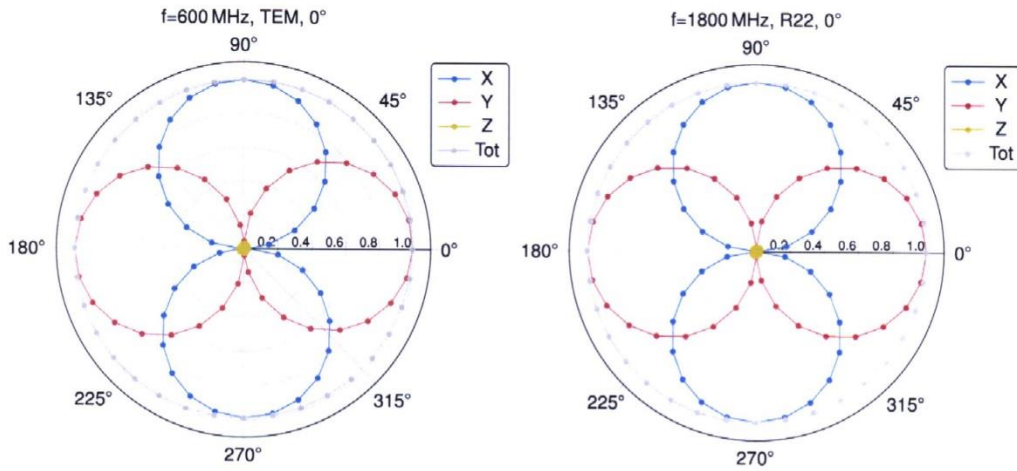 f=600 MHz, TEM, 0°
90°
135°
45°
180°
0.2 0.4 0.6 0.8 1.0
0°
225°
315°
270°
X
Y
Z
Tot
f=1800 MHz, R22, 0°
90°
135°
45°
180°
0.2 0.4 0.6 0.8 1.0
0°
225°
315°
270°
X
Y
Z
Tot